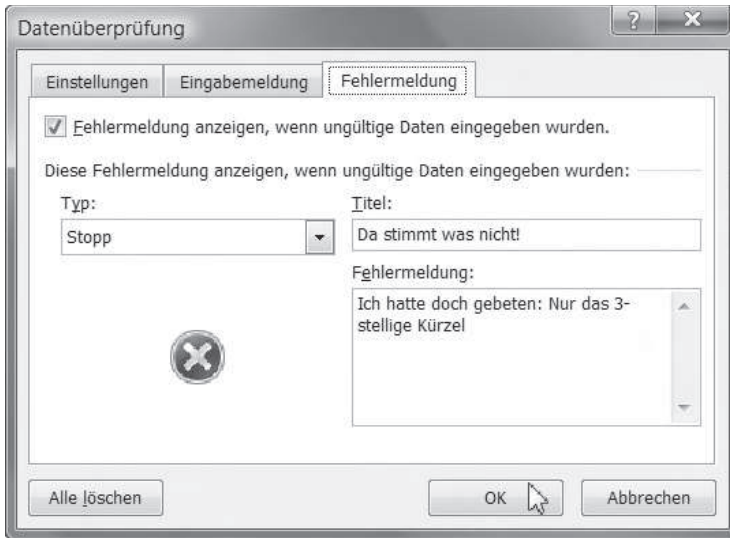 Datenüberprüfung
?
Einstellungen Eingabemeldung Fehlermeldung
Fehlermeldung anzeigen, wenn ungültige Daten eingegeben wurden.
Diese Fehlermeldung anzeigen, wenn ungültige Daten eingegeben wurden:
Typ:
Stopp
Titel:
Da stimmt was nicht!
Fehlermeldung:
Ich hatte doch gebeten: Nur das 3-
stellige Kürzel
Alle löschen OK Abbrechen